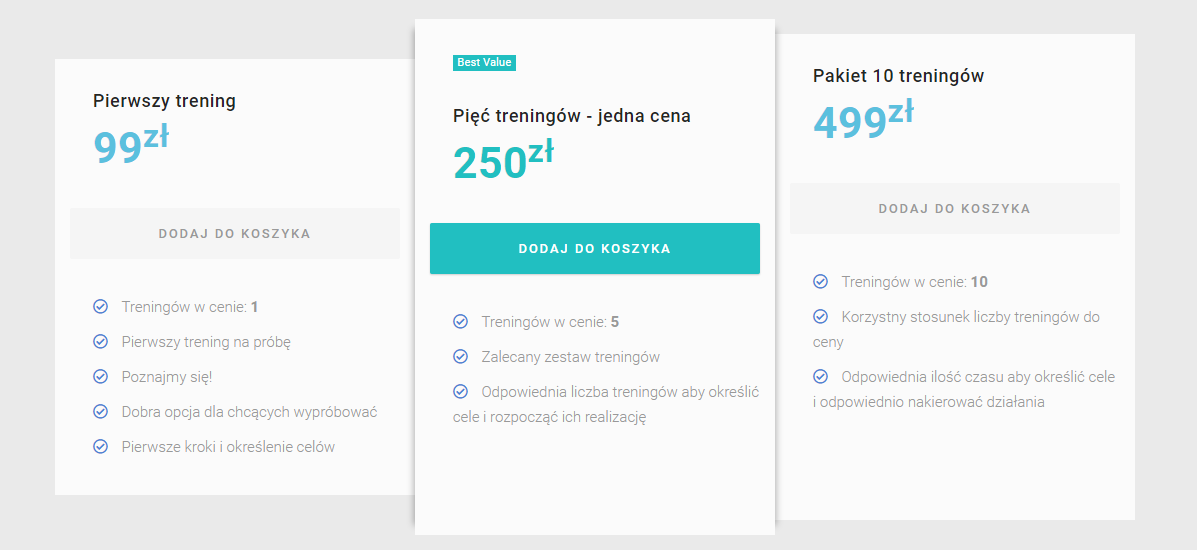 Pierwszy trening
99zł
DODAJ DO KOSZYKA
Treningów w cenie: 1
Pierwszy trening na próbę
Poznajmy się!
Dobra opcja dla chcących wypróbować
Pierwsze kroki i określenie celów
Best Value
Pięć treningów - jedna cena
250zł
DODAJ DO KOSZYKA
Treningów w cenie: 5
Zalecany zestaw treningów
Odpowiednia liczba treningów aby określić
cele i rozpocząć ich realizację
Pakiet 10 treningów
499zł
DODAJ DO KOSZYKA
Treningów w cenie: 10
Korzystny stosunek liczby treningów do
ceny
Odpowiednia ilość czasu aby określić cele
i odpowiednio nakierować działania